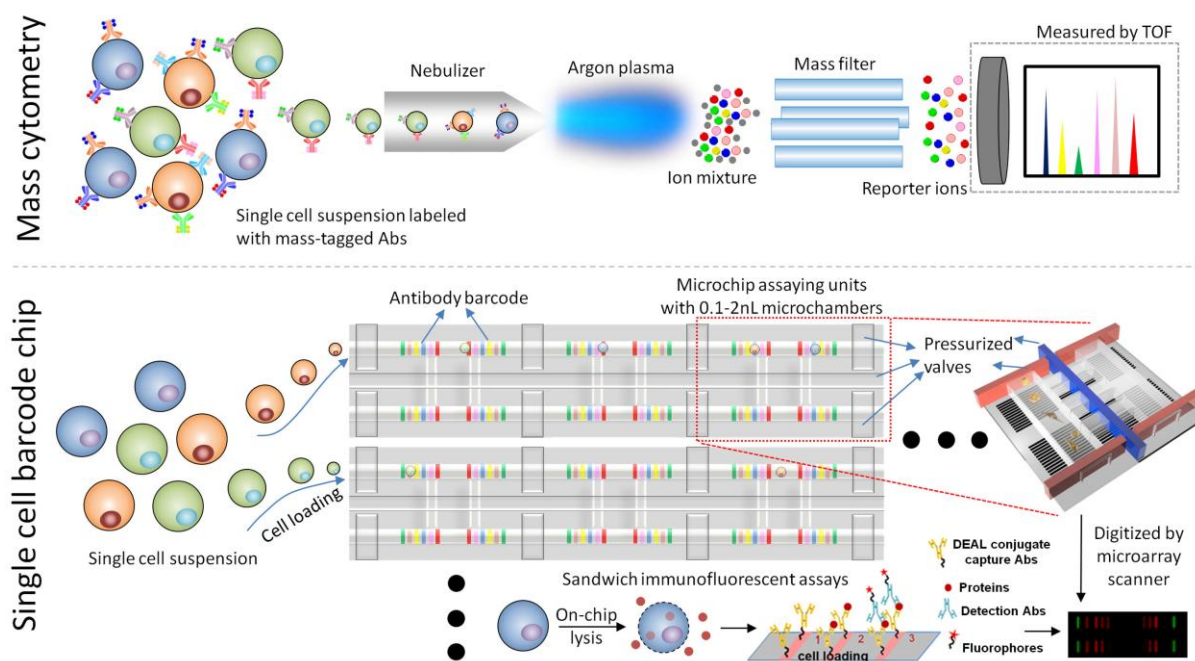 Mass cytometry
Nebulizer
Argon plasma
Mass filter
Measured by TOF
Ion mixture
Reporter ions
Single cell suspension labeled
with mass-tagged Abs
Single cell barcode chip
Antibody barcode
Microchip assaying units
with 0.1-2nL microchambers
Pressurized
valves
Cell loading
Single cell suspension
Digitized by
microarray
scanner
Sandwich immunofluorescent assays
On-chip
lysis
1 2 3
cell loading
DEAL conjugate
capture Abs
Proteins
Detection Abs
Fluorophores